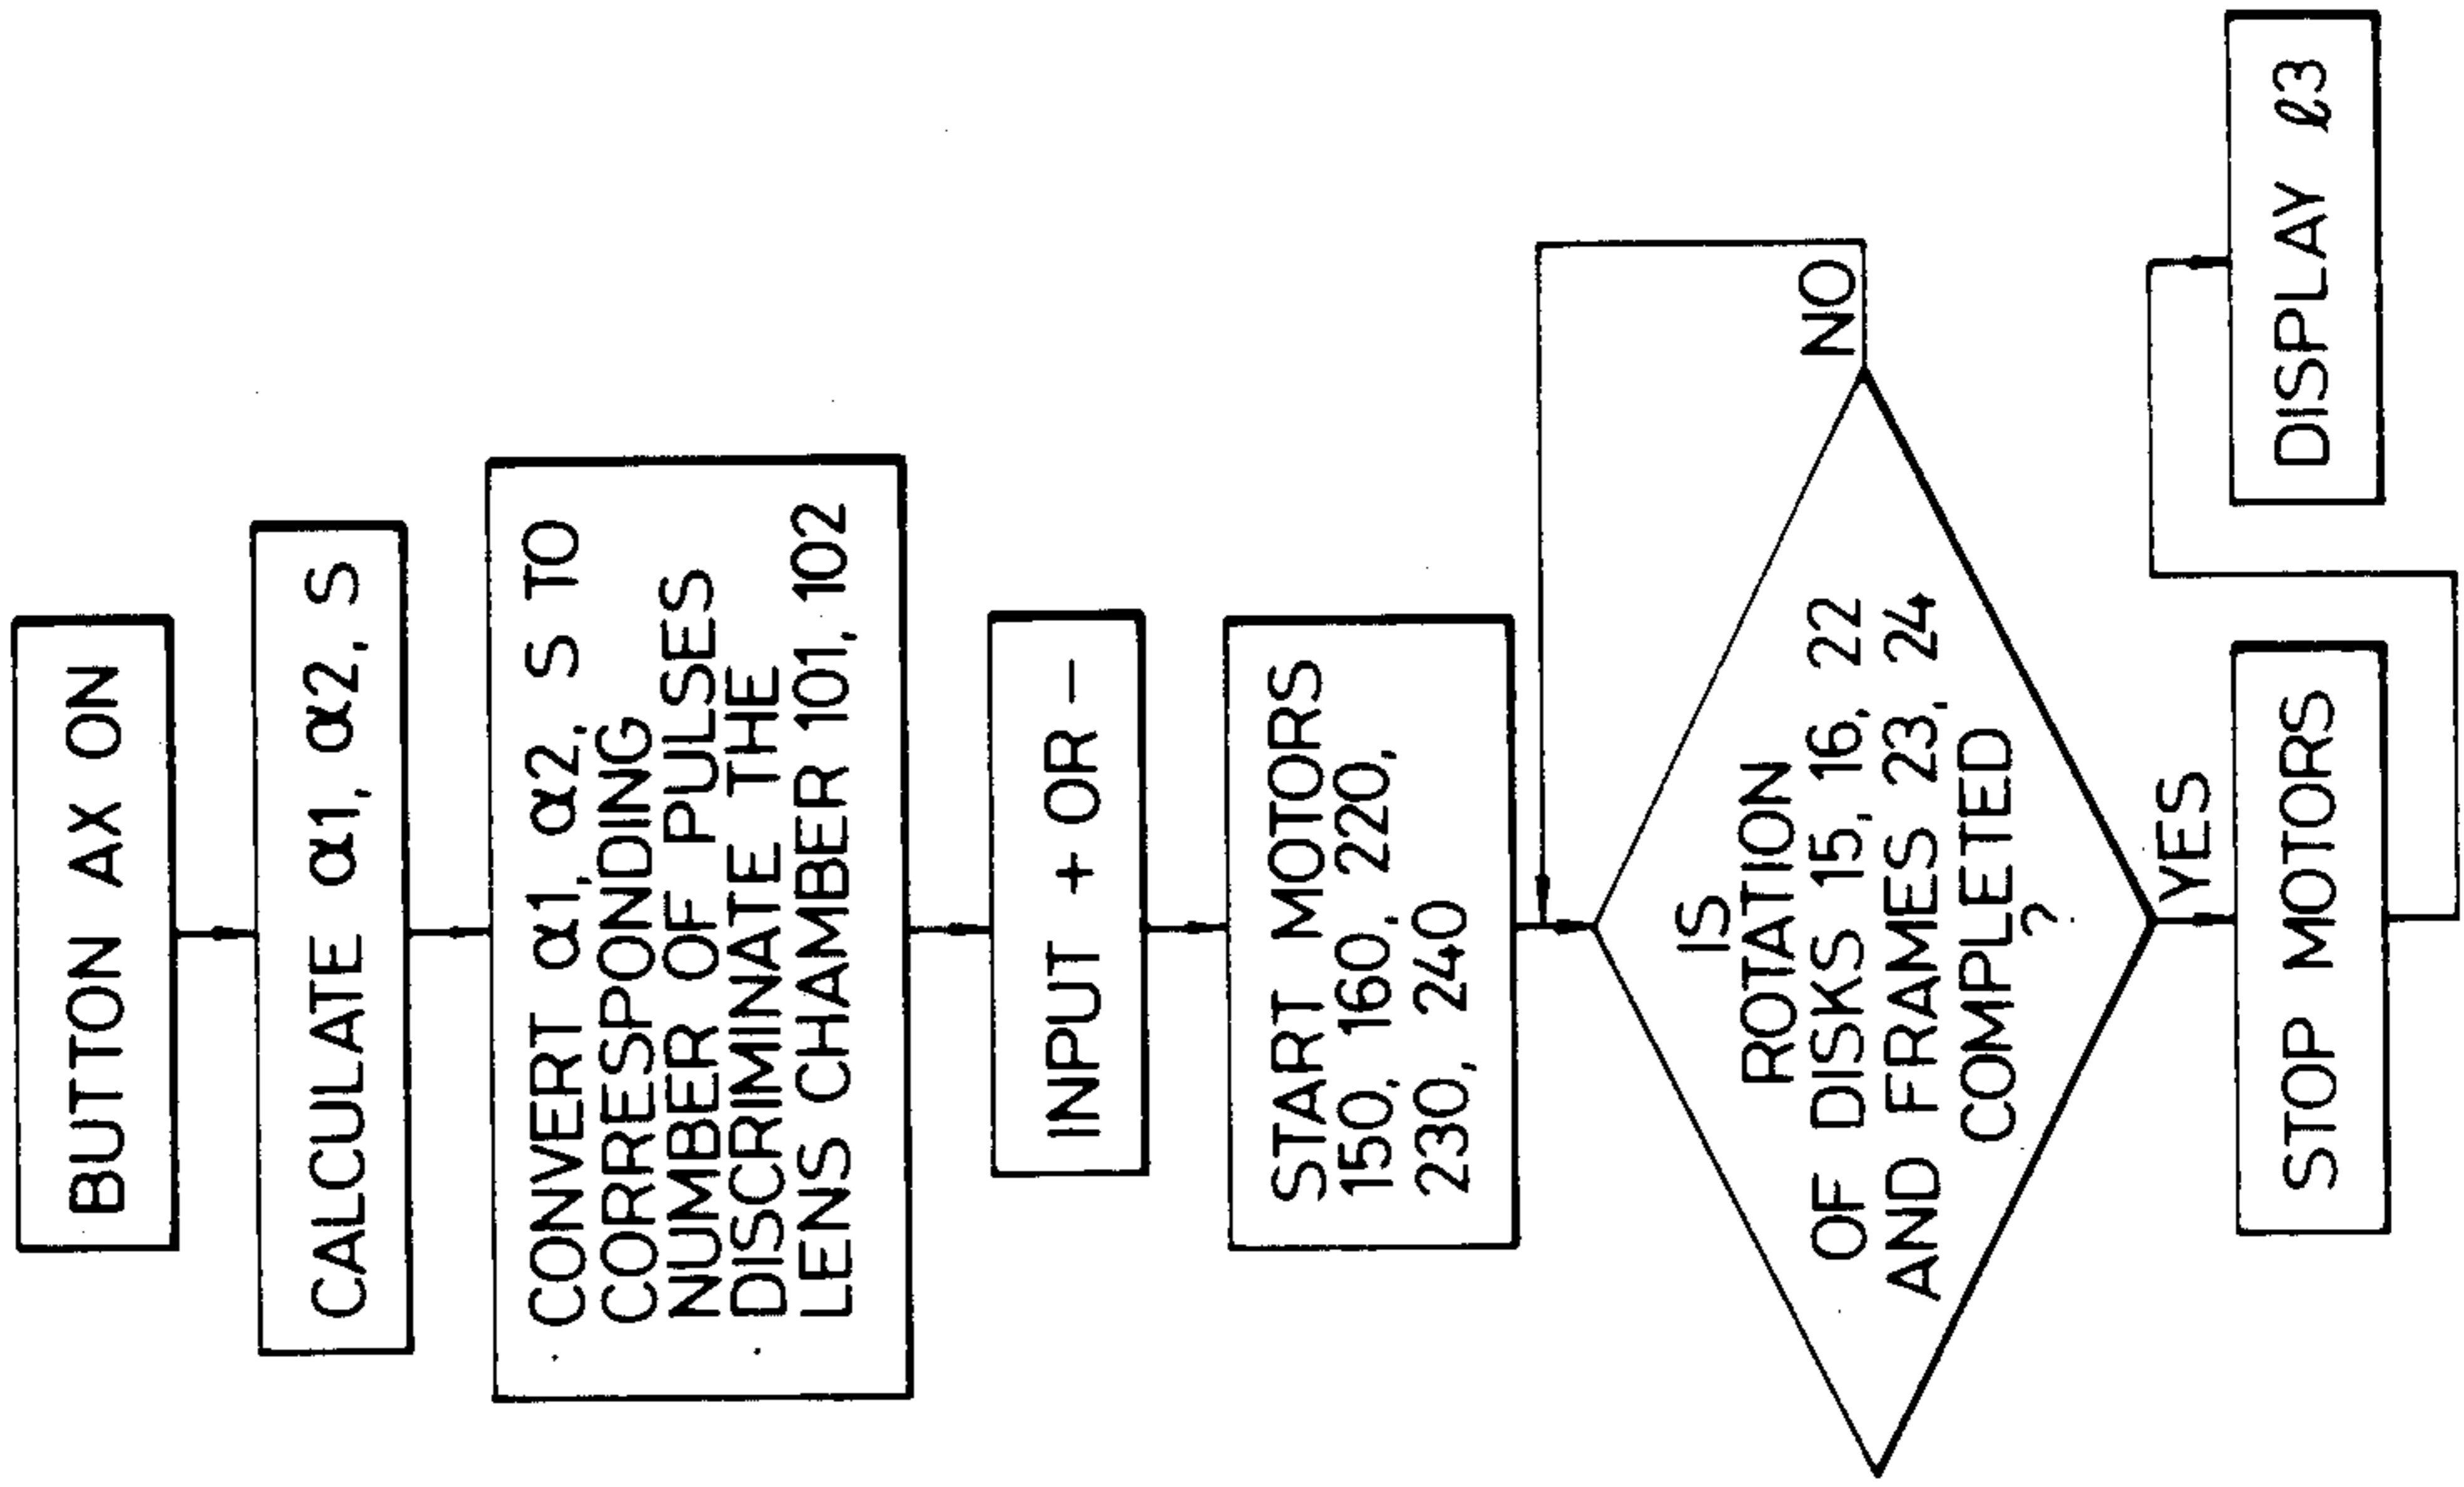 BUTTON AX ON
CALCULATE α1, α2, S
CONVERT α1, α2, S TO
CORRESPONDING
NUMBER OF PULSES
DISCRIMINATE THE
LENS CHAMBER 101, 102
INPUT + OR -
START MOTORS
150, 160, 220,
230, 240
IS
ROTATION
OF DISKS 15, 16, 22
AND FRAMES 23, 24
COMPLETED
?
NO
YES
STOP MOTORS
DISPLAY ℓ3